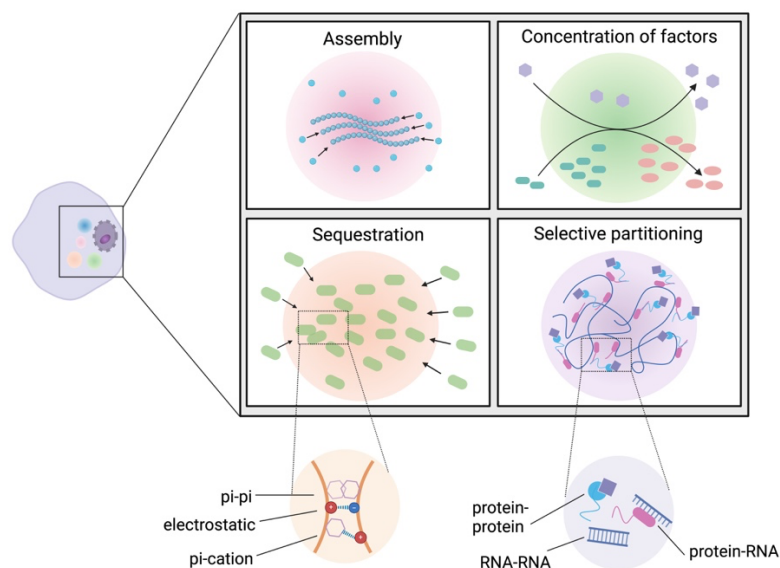 Assembly
Concentration of factors
Sequestration
Selective partitioning
pi-pi
electrostatic
pi-cation
protein-
protein
RNA-RNA
protein-RNA